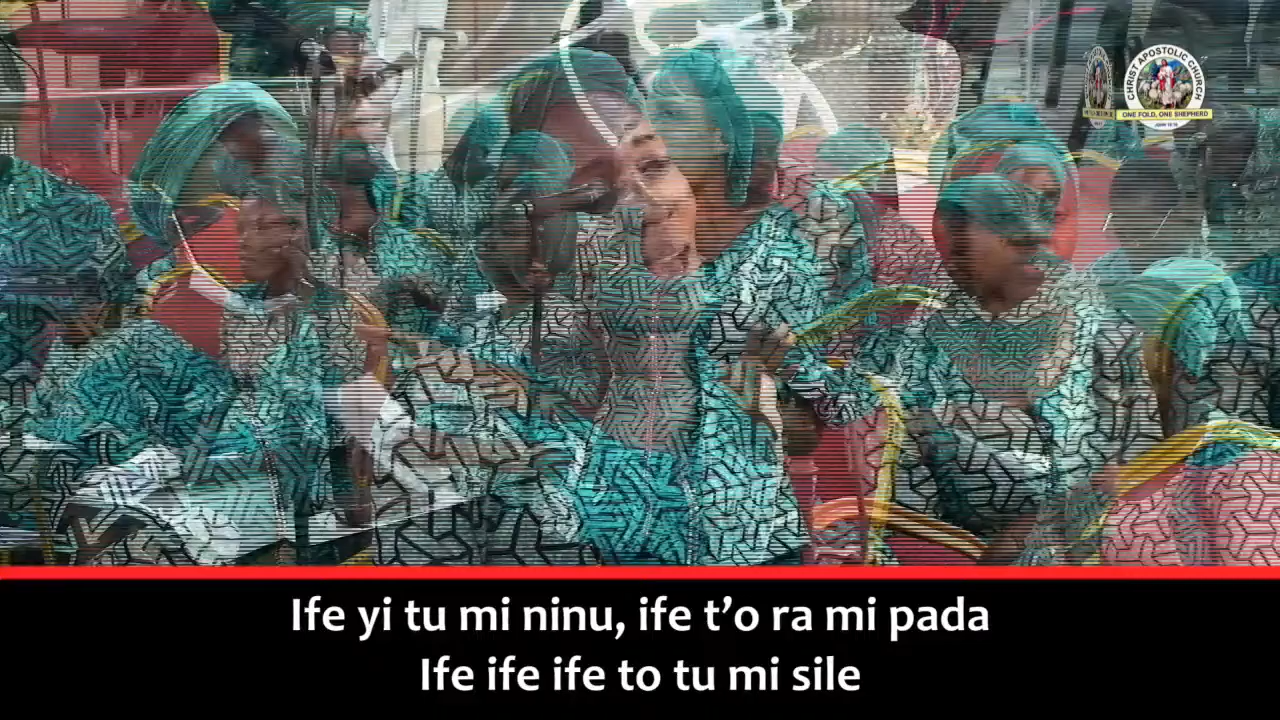 CHRIST APOSTOLIC CHURCH
ONE FOLD, ONE SHEPHERD
Ife yi tu mi ninu, ife t’o ra mi pada
Ife ife ife to tu mi sile